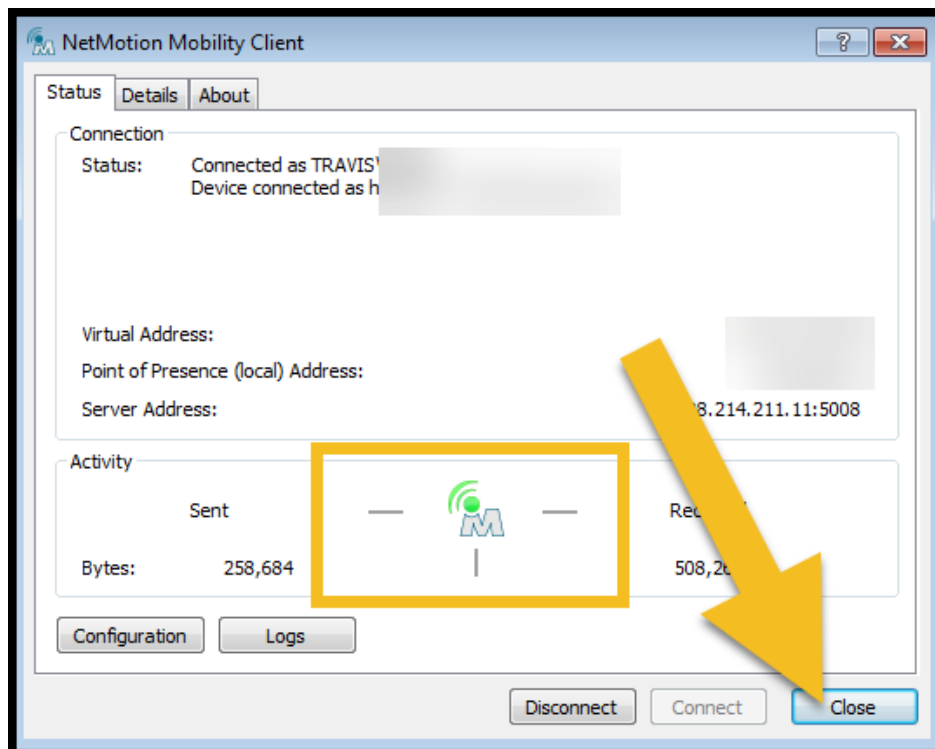 NetMotion Mobility Client
Status Details About
Connection
Status: Connected as TRAVIS\
Device connected as h
Virtual Address:
Point of Presence (local) Address:
Server Address: 8.214.211.11:5008
Activity
Sent
Bytes: 258,684 508,26
Configuration Logs
Disconnect Connect Close